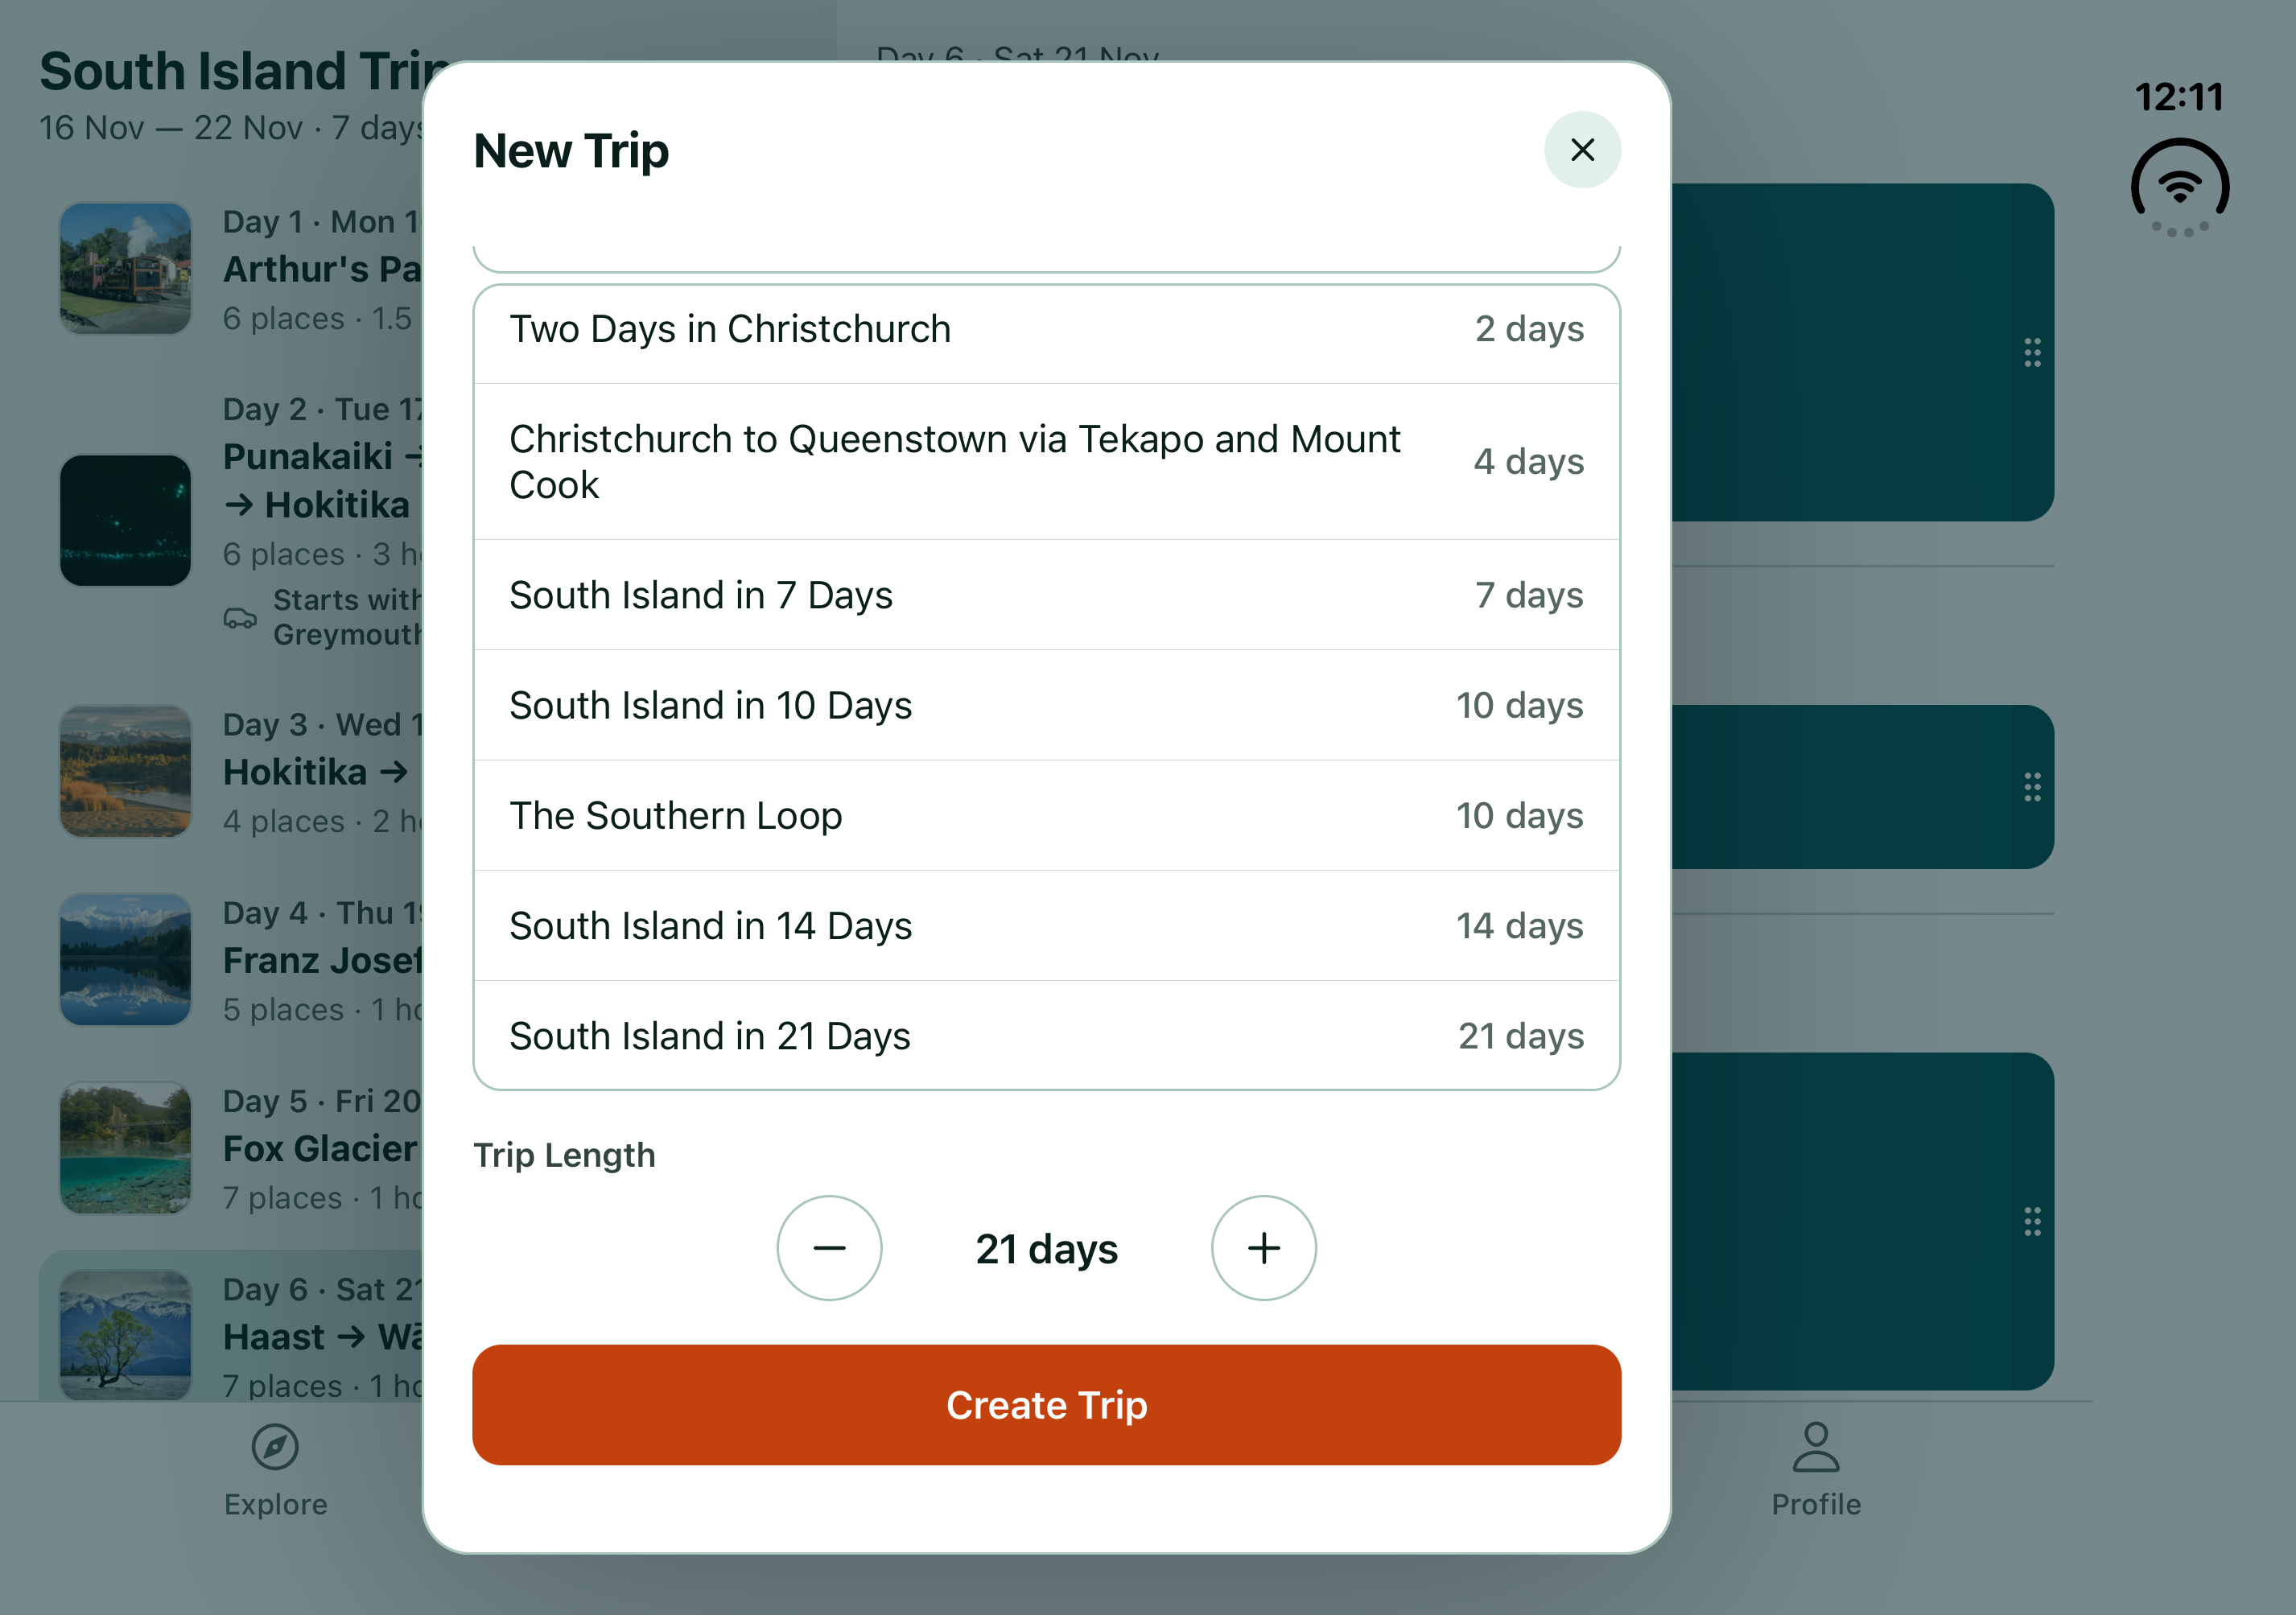 South Island Trip
16 Nov — 22 Nov · 7 days
Day 1 · Mon
Arthur's
6 places · 1.5
Day 2 · Tue 17
Punakaiki →
→ Hokitika
6 places · 3
Starts with
Greymouth
Day 3 · Wed
Hokitika →
4 places · 2
Day 4 · Thu
Franz Josef
5 places · 1
Day 5 · Fri 20
Fox Glacier
7 places · 1
Day 6 · Sat 21
Haast →
7 places · 1
Explore
Day 6 · Sat 21 Nov
New Trip
Two Days in Christchurch 2 days
Christchurch to Queenstown via Tekapo and Mount
Cook 4 days
South Island in 7 Days 7 days
South Island in 10 Days 10 days
The Southern Loop 10 days
South Island in 14 Days 14 days
South Island in 21 Days 21 days
Trip Length
21 days
Create Trip
Profile
12:11